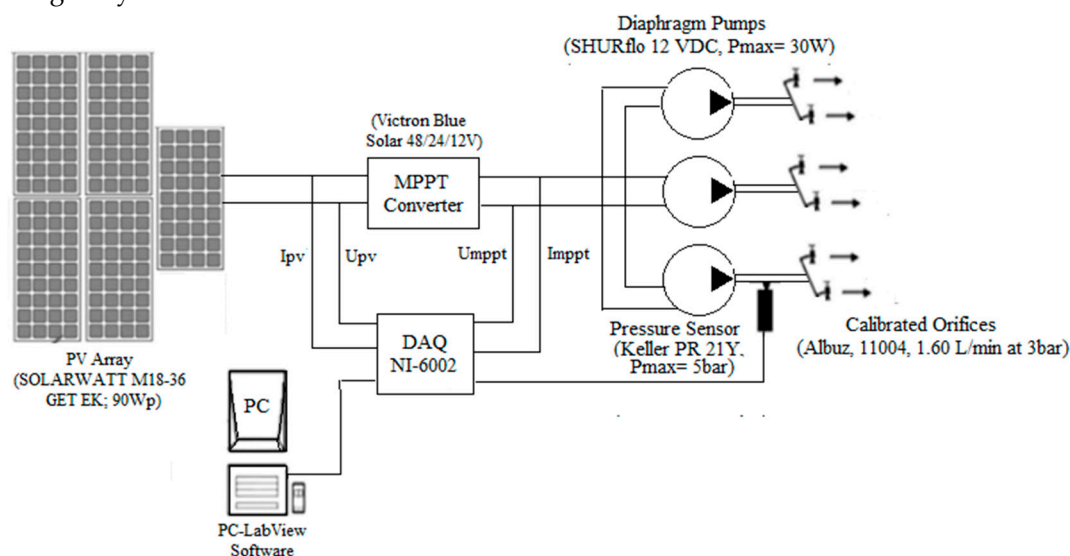 Diaphragm Pumps
(SHURflo 12 VDC, Pmax= 30W)
(Victron Blue
Solar 48/24/12V)
MPPT
Converter
Ipv
Upv
Umppt
Imppt
DAQ
NI-6002
Pressure Sensor
(Keller PR 21Y,
Pmax= 5bar)
Calibrated Orifices
(Albuz, 11004, 1.60 L/min at 3bar)
PV Array
(SOLARWATT M18-36
GET EK; 90Wp)
PC
PC-LabView
Software